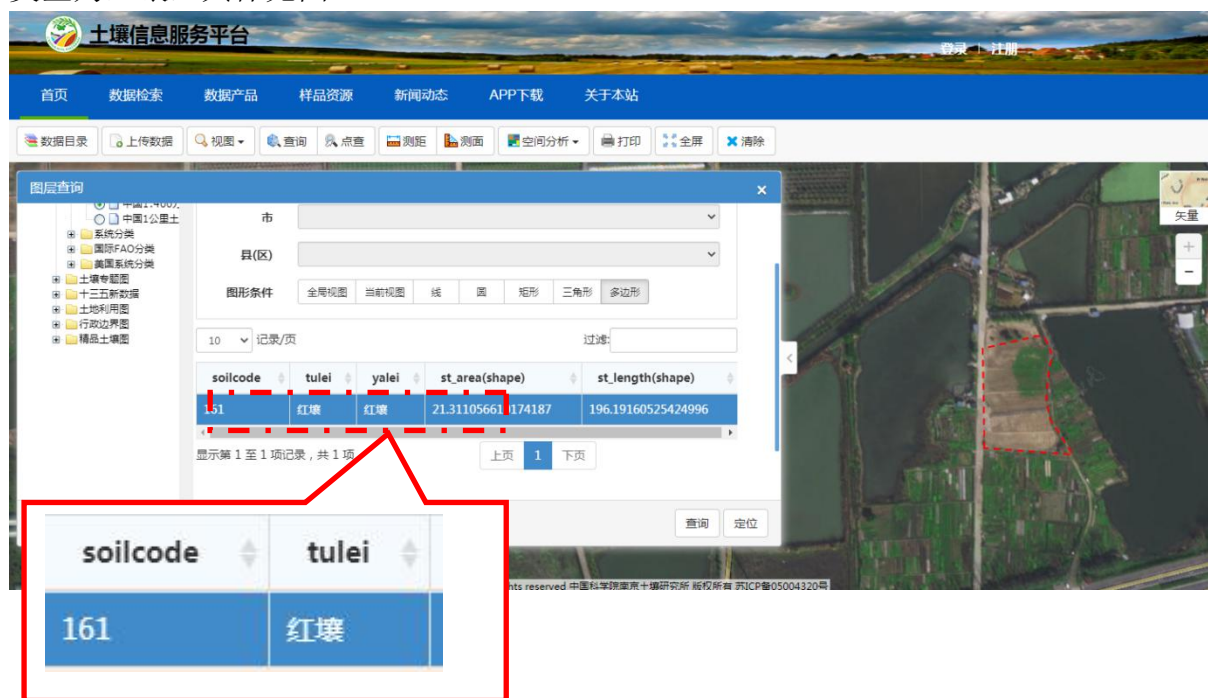 土壤信息服务平台
登录 | 注册
首页 数据检索 数据产品 样品资源 新闻动态 APP下载 关于本站
数据目录 上传数据 视图 查询 点查 测距 测面 空间分析 打印 全屏 清除
图层查询 ×
中国1公里土
系统分类
国际FAO分类
美国系统分类
土壤专题图
十三五新数据
土地利用图
行政边界图
精品土壤图
市
县(区)
图形条件 全局视图 当前视图 线 圆 矩形 三角形 多边形
10 记录/页 过滤:
soilcode tulei yalei st_area(shape) st_length(shape)
161 红壤 红壤 196.19160525424996
显示第 1 至 1 项记录，共 1 项 上页 1 下页
查询 定位
矢量
+
−
soilcode tulei
161 红壤
nts reserved 中国科学院南京土壤研究所 版权所有 苏ICP备05004320号